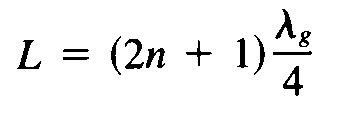 L = (2n + 1) λg/4